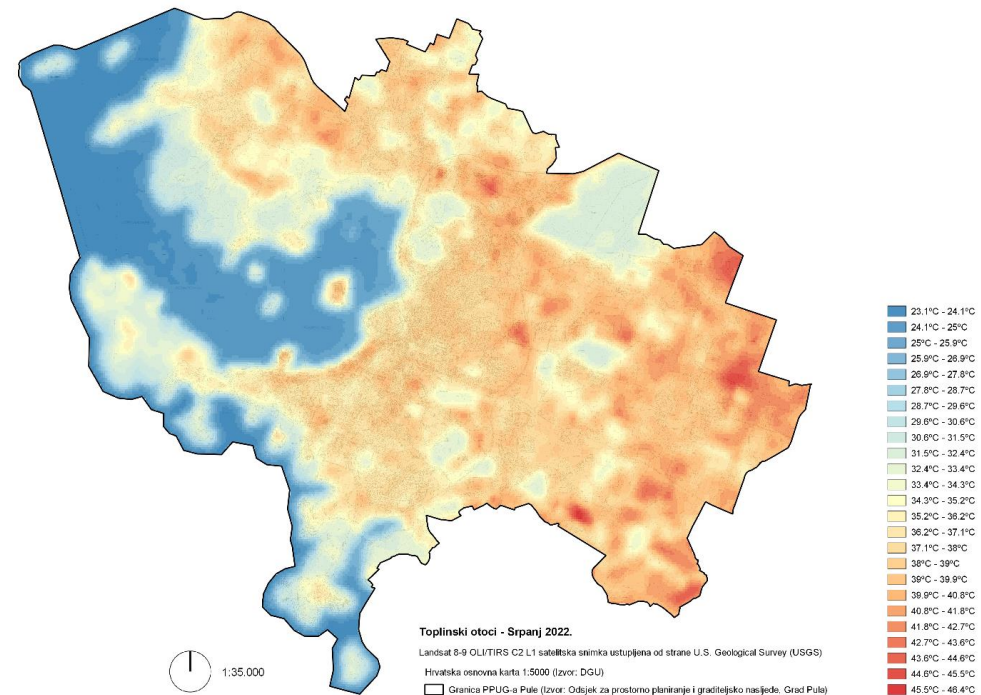 23.1°C - 24.1°C
24.1°C - 25°C
25°C - 25.9°C
25.9°C - 26.9°C
26.9°C - 27.8°C
27.8°C - 28.7°C
28.7°C - 29.6°C
29.6°C - 30.6°C
30.6°C - 31.5°C
31.5°C - 32.4°C
32.4°C - 33.4°C
33.4°C - 34.3°C
34.3°C - 35.2°C
35.2°C - 36.2°C
36.2°C - 37.1°C
37.1°C - 38°C
38°C - 39°C
39°C - 39.9°C
39.9°C - 40.8°C
40.8°C - 41.8°C
41.8°C - 42.7°C
42.7°C - 43.6°C
43.6°C - 44.6°C
44.6°C - 45.5°C
45.5°C - 46.4°C
Toplinski otoci - Srpanj 2022.
Landsat 8-9 OLI/TIRS C2 L1 satelitska snimka ustupljena od strane U.S. Geological Survey (USGS)
1:35.000
Hrvatska osnovna karta 1:5000 (Izvor: DGU)
Granica PPUG-a Pule (Izvor: Odsjek za prostorno planiranje i graditeljsko nasljeđe, Grad Pula)